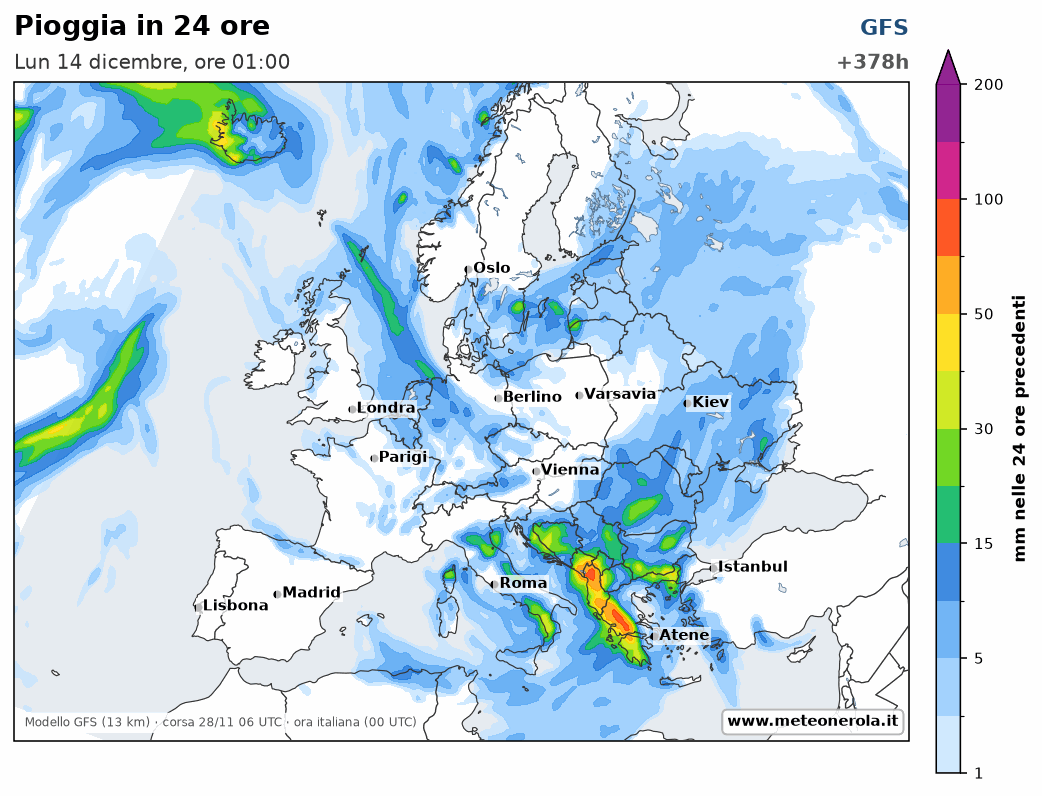 Pioggia in 24 ore
GFS
Lun 14 dicembre, ore 01:00
+378h
200
100
50
30
15
5
1
mm nelle 24 ore precedenti
Oslo
Berlino
Varsavia
Kiev
Londra
Parigi
Vienna
Istanbul
Roma
Madrid
Lisbona
Atene
Modello GFS (13 km) · corsa 28/11 06 UTC · ora italiana (00 UTC)
www.meteonerola.it